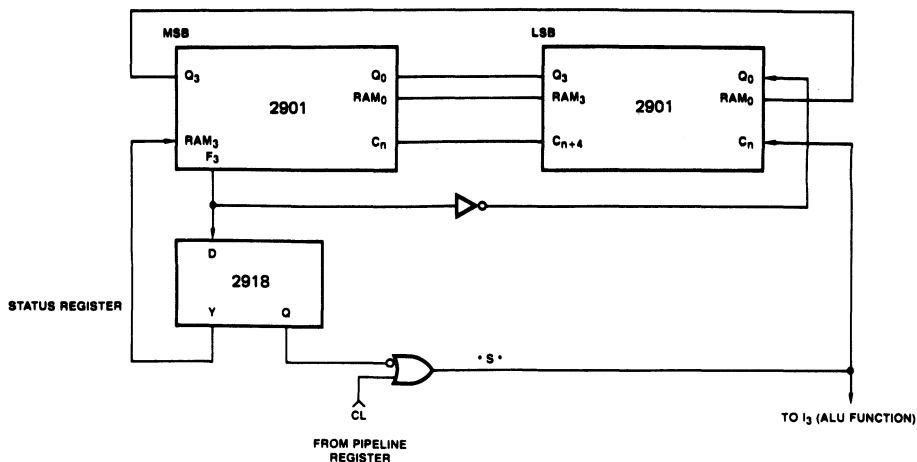 MSB
LSB
Q3
Q0
Q3
Q0
2901
2901
RAM0
RAM3
RAM0
RAM3
Cn
Cn+4
Cn
F3
D
2918
STATUS REGISTER
Y
Q
"S"
CL
TO I3 (ALU FUNCTION)
FROM PIPELINE
REGISTER